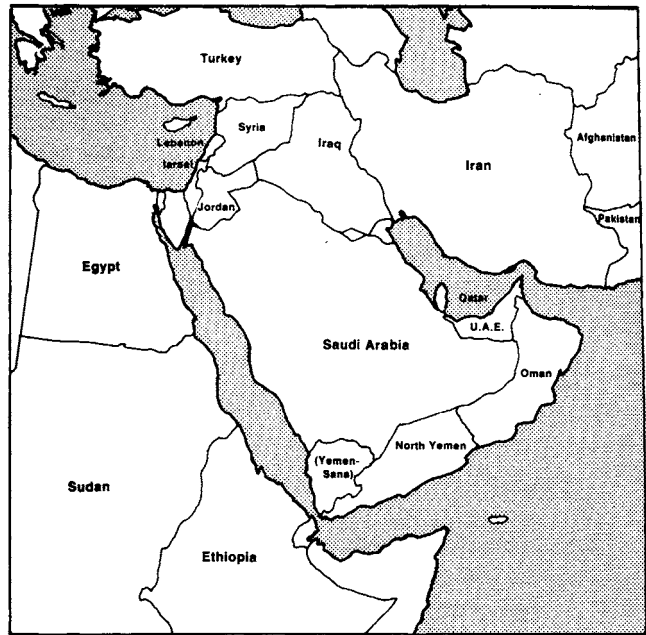 Turkey
Syria
Lebanon
Iraq
Israel
Iran
Afghanistan
Jordan
Pakistan
Egypt
Qatar
U.A.E.
Saudi Arabia
Oman
North Yemen
(Yemen-
Sana)
Sudan
Ethiopia